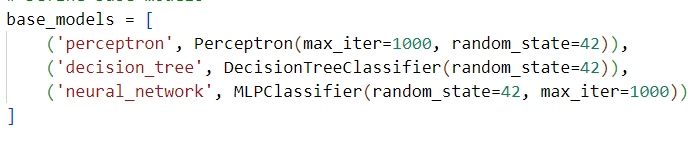 base_models = [
    ('perceptron', Perceptron(max_iter=1000, random_state=42)),
    ('decision_tree', DecisionTreeClassifier(random_state=42)),
    ('neural_network', MLPClassifier(random_state=42, max_iter=1000))
]